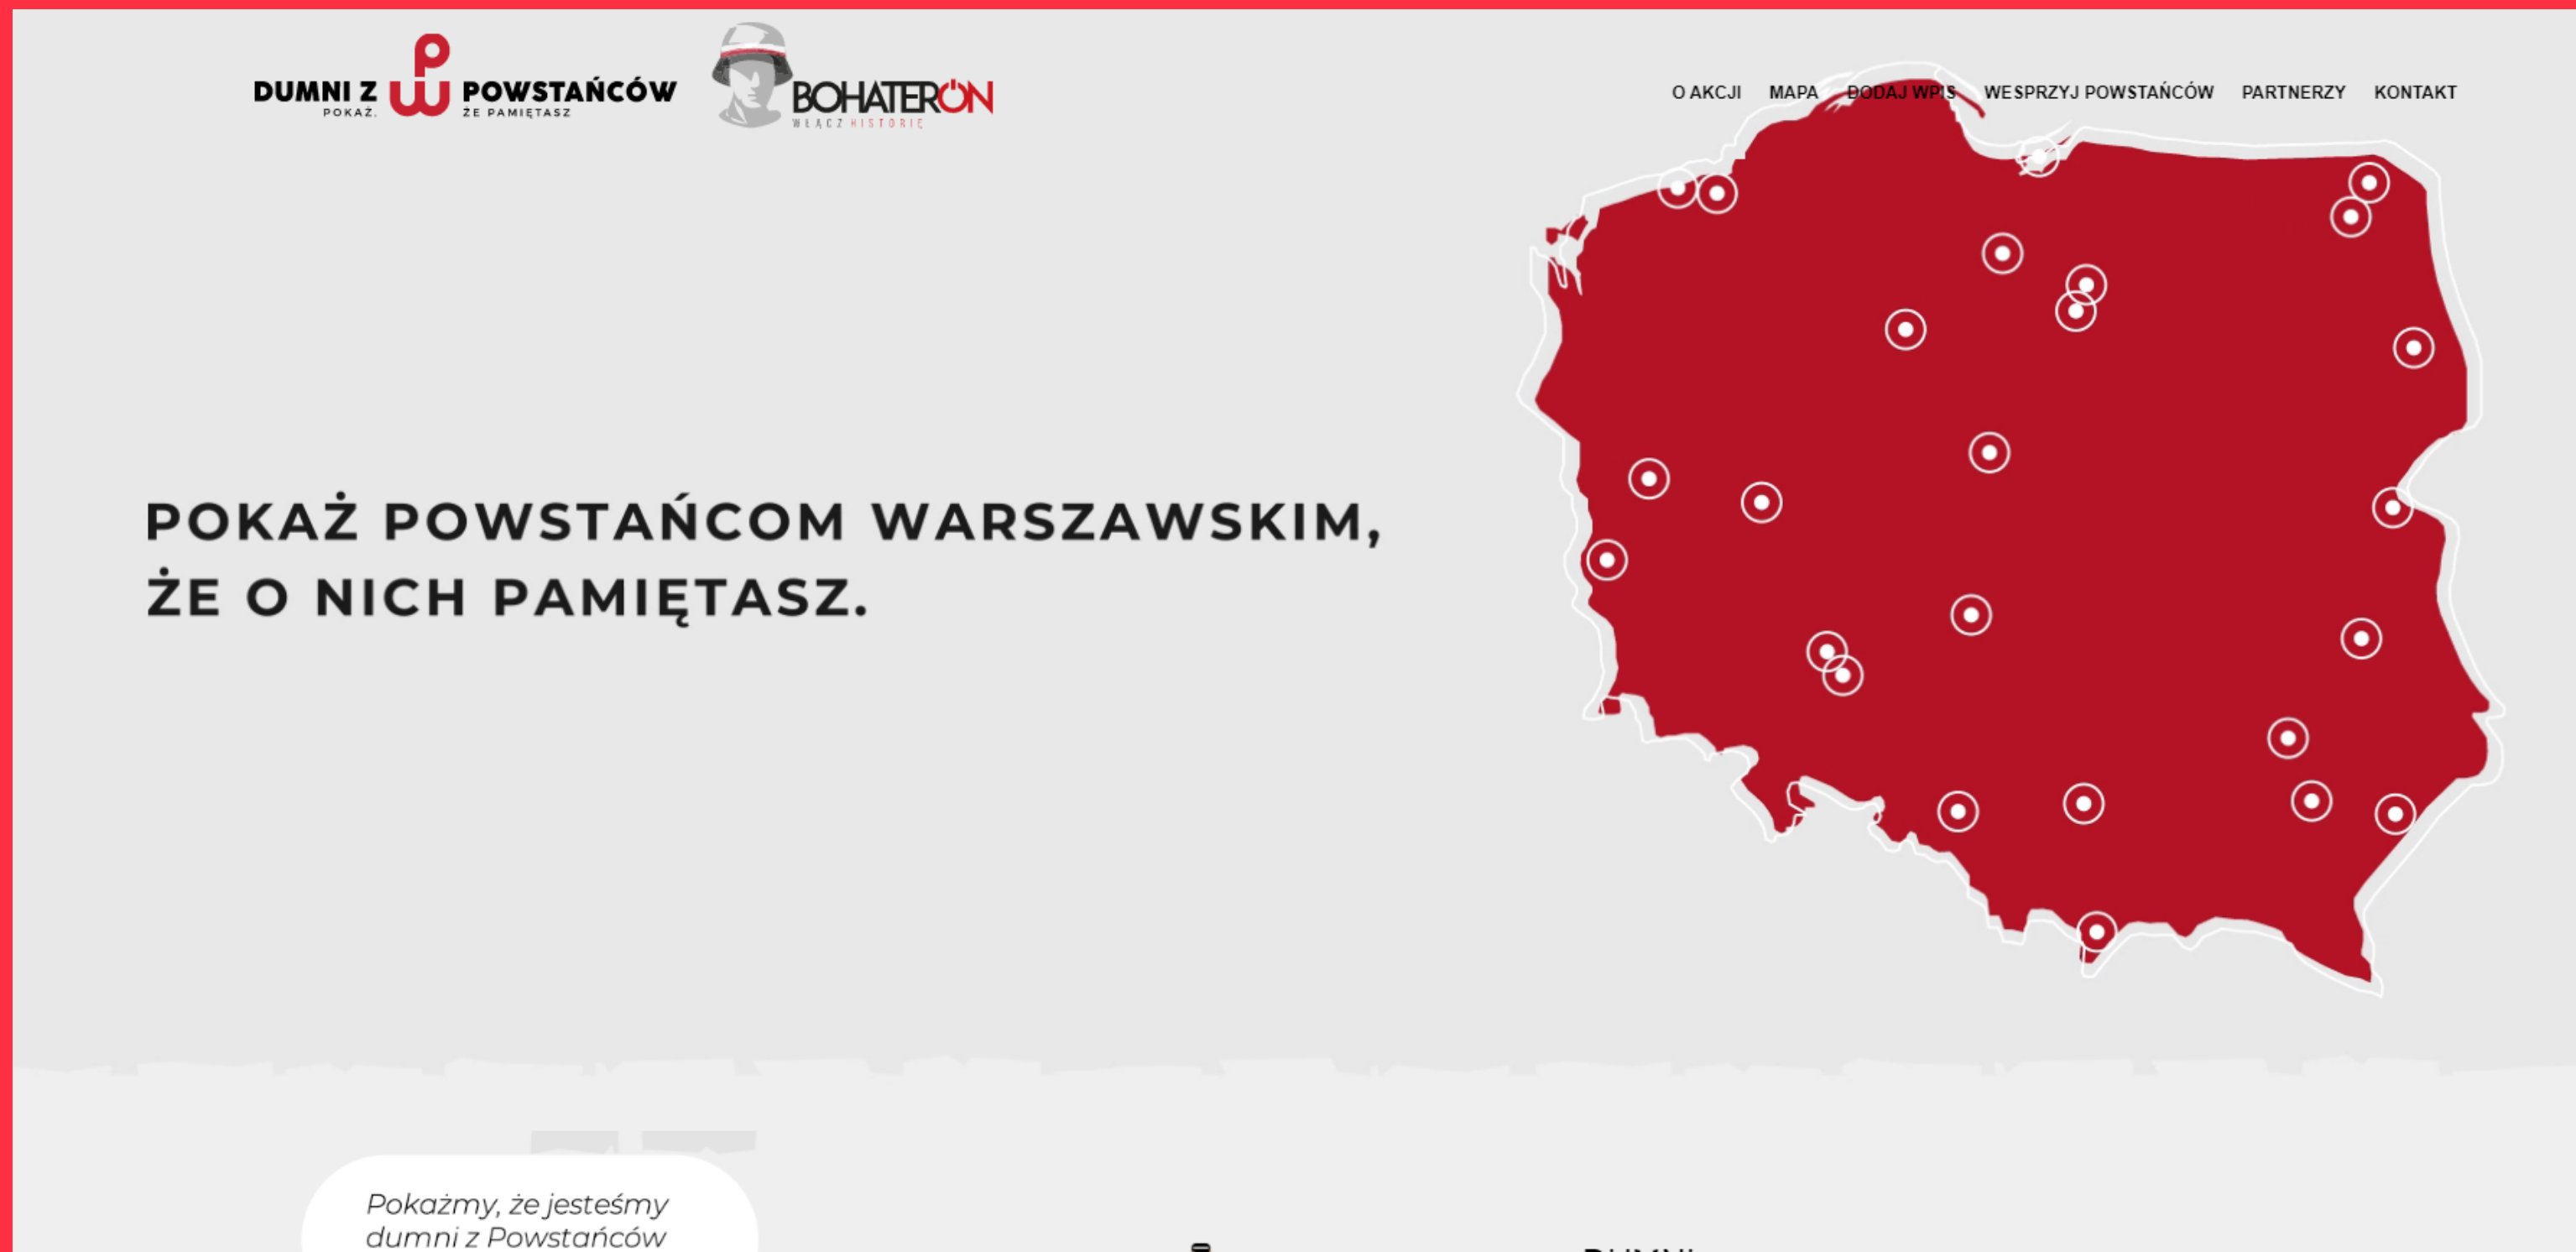 DUMNI Z PW POWSTAŃCÓW
POKAŻ, ŻE PAMIĘTASZ
BOHATERON
WŁĄCZ HISTORIĘ
O AKCJI MAPA DODAJ WPIS WESPRZYJ POWSTAŃCÓW PARTNERZY KONTAKT
POKAŻ POWSTAŃCOM WARSZAWSKIM,
ŻE O NICH PAMIĘTASZ.
Pokażmy, że jesteśmy
dumni z Powstańców